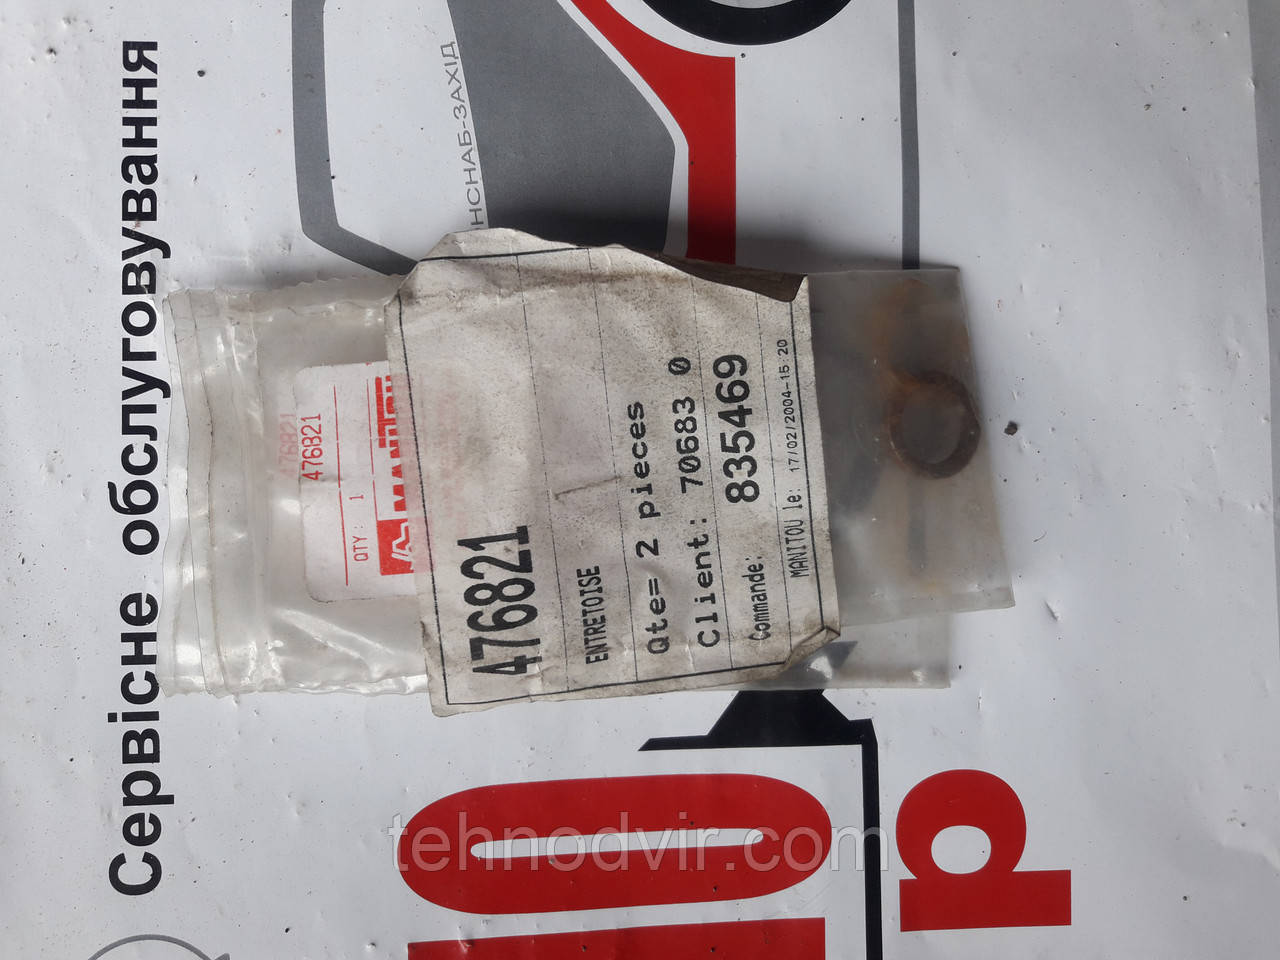 Сервісне обслуговування
НСНАБ-ЗАХІД
476821
476821
QTY: 1
MANITOU
476821
ENTRETOISE
Qte= 2 pieces
Client: 70683 0
Commande: 835469
MANITOU le: 17/02/2004-15:20
tehnodvir.com